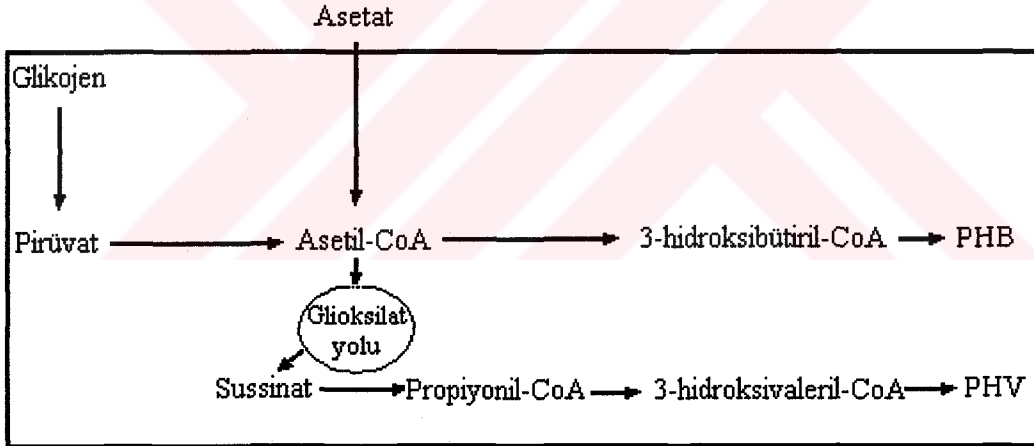 Asetat
Glikojen
Pirüvat Asetil-CoA 3-hidroksibütiril-CoA PHB
Glioksilat
yolu
Sussinat Propiyonil-CoA 3-hidroksivaleril-CoA PHV